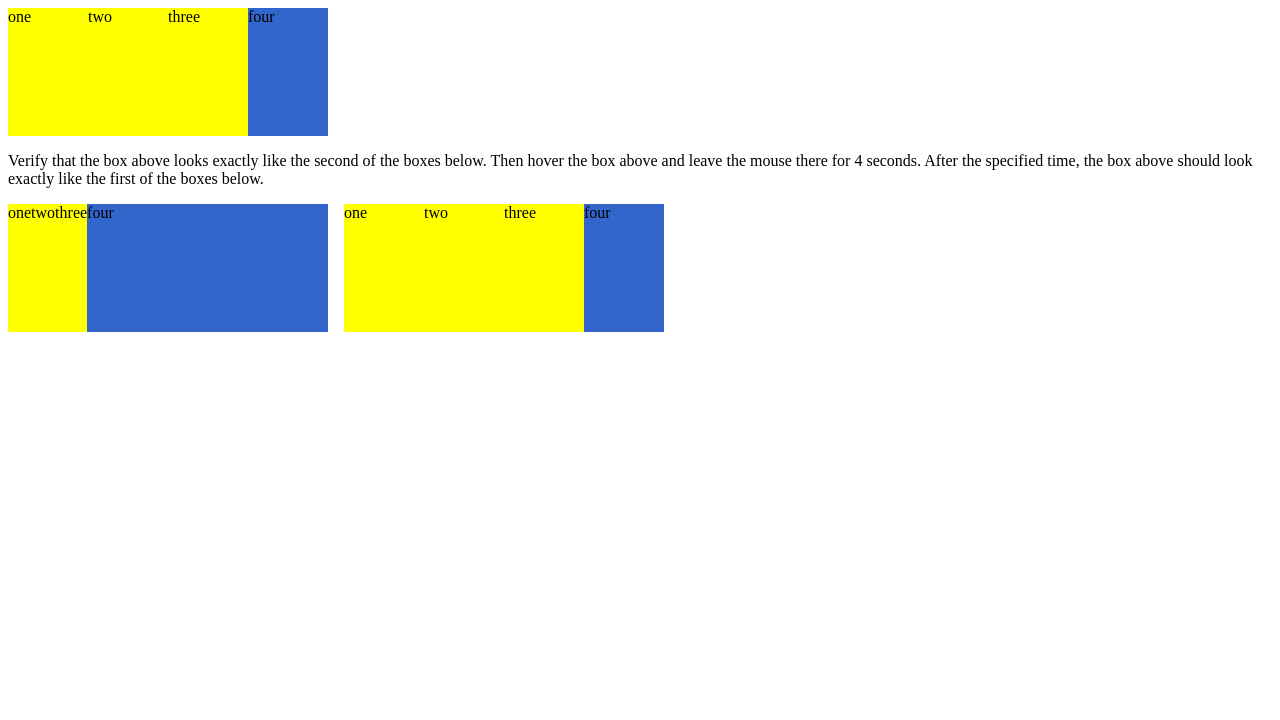 one two three four
Verify that the box above looks exactly like the second of the boxes below. Then hover the box above and leave the mouse there for 4 seconds. After the specified time, the box above should look
exactly like the first of the boxes below.
onetwothreefour one two three four